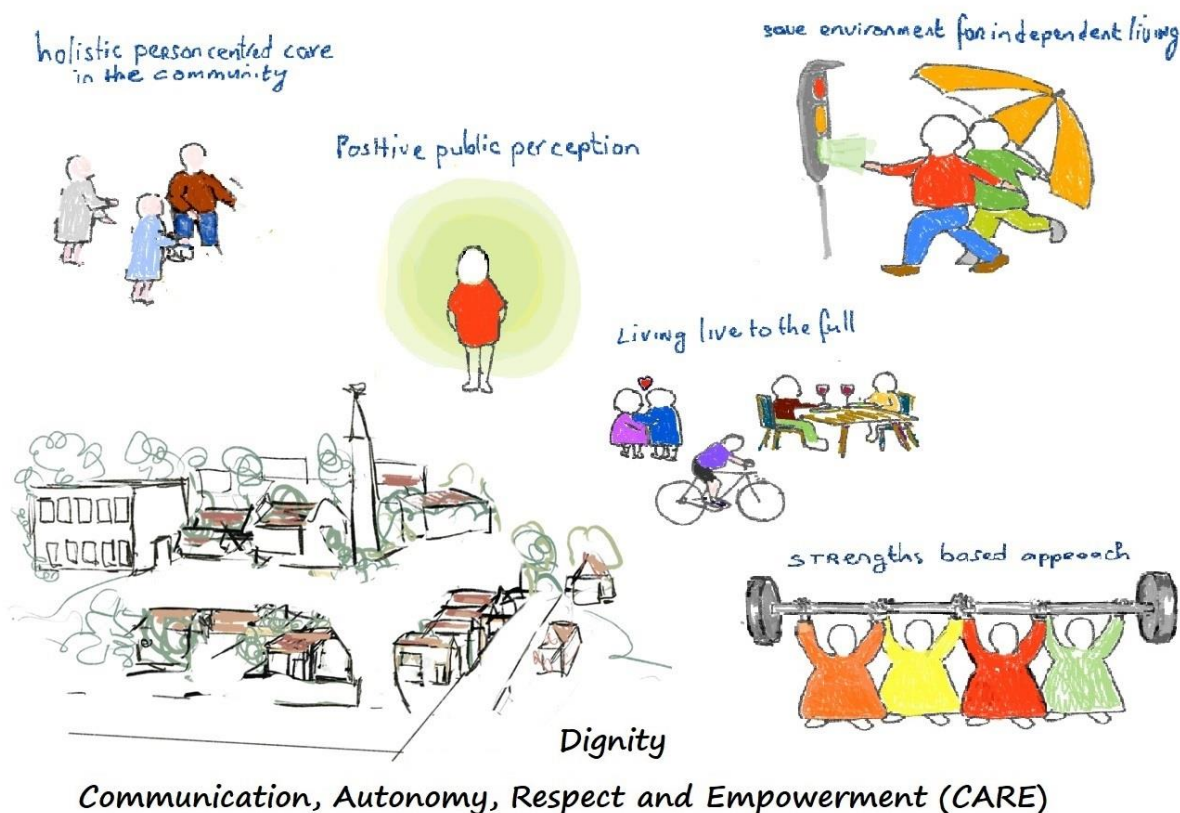 holistic person centred care
in the community
save environment for independent living
Positive public perception
Living live to the full
STRengths based approach
Dignity
Communication, Autonomy, Respect and Empowerment (CARE)